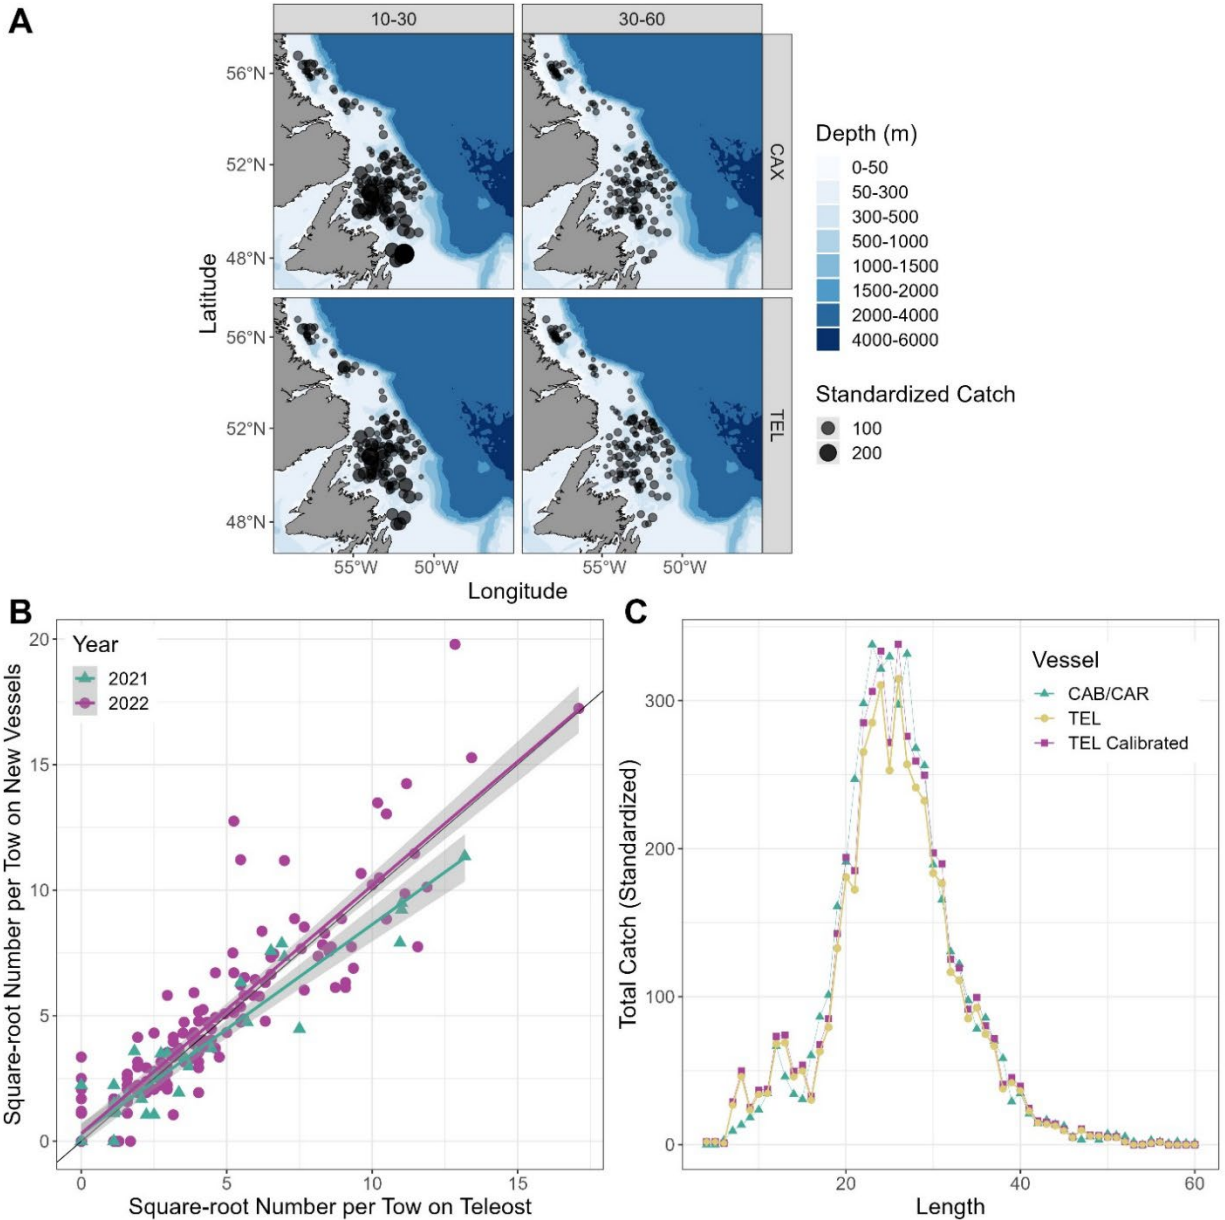 A
10-30
30-60
56°N
52°N
48°N
CAX
56°N
52°N
48°N
TEL
Latitude
55°W
50°W
55°W
50°W
Longitude
Depth (m)
0-50
50-300
300-500
500-1000
1000-1500
1500-2000
2000-4000
4000-6000
Standardized Catch
100
200
B
Year
2021
2022
20
15
10
5
0
0
5
10
15
Square-root Number per Tow on New Vessels
Square-root Number per Tow on Teleost
C
Vessel
CAB/CAR
TEL
TEL Calibrated
300
200
100
0
20
40
60
Total Catch (Standardized)
Length